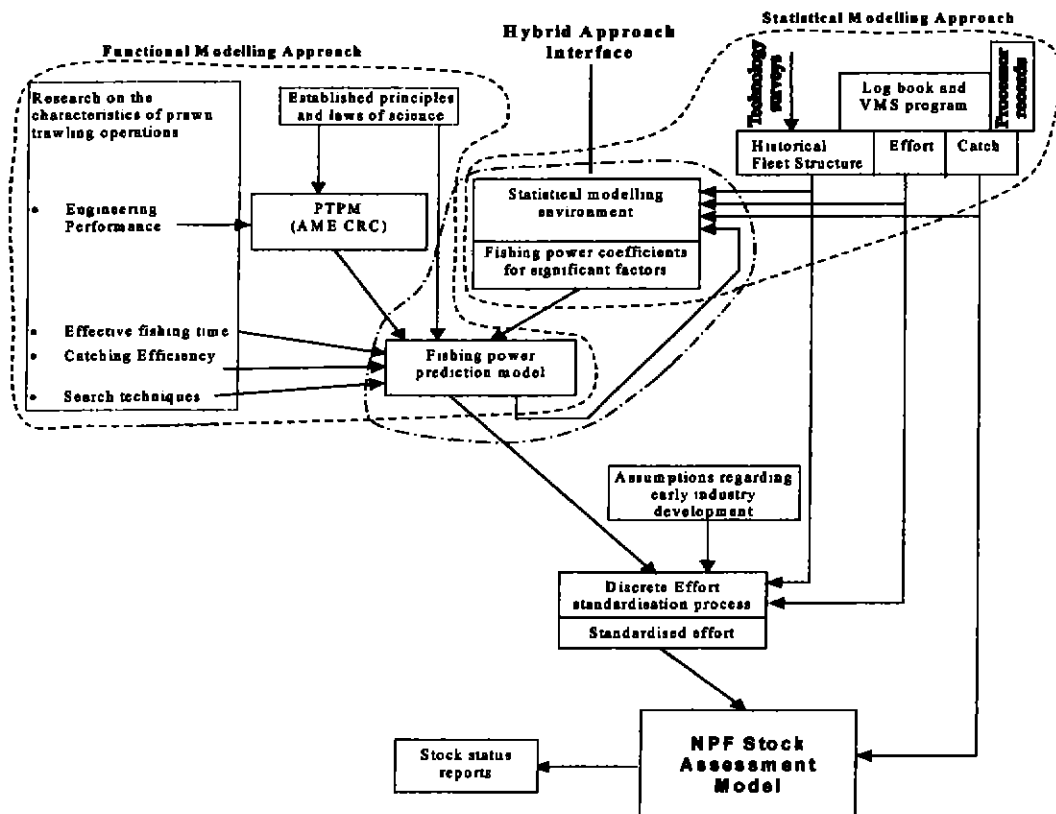 Functional Modelling Approach
Hybrid Approach
Interface
Statistical Modelling Approach
Research on the
characteristics of prawn
trawling operations
• Engineering
Performance
• Effective fishing time
• Catching Efficiency
• Search techniques
Established principles
and laws of science
PTPM
(AME CRC)
Technology
surveys
Log book and
VMS program
Processor
records
Historical
Fleet Structure
Effort
Catch
Statistical modelling
environment
Fishing power coefficients
for significant factors
Fishing power
prediction model
Assumptions regarding
early industry
development
Discrete Effort
standardisation process
Standardised effort
NPF Stock
Assessment
Model
Stock status
reports